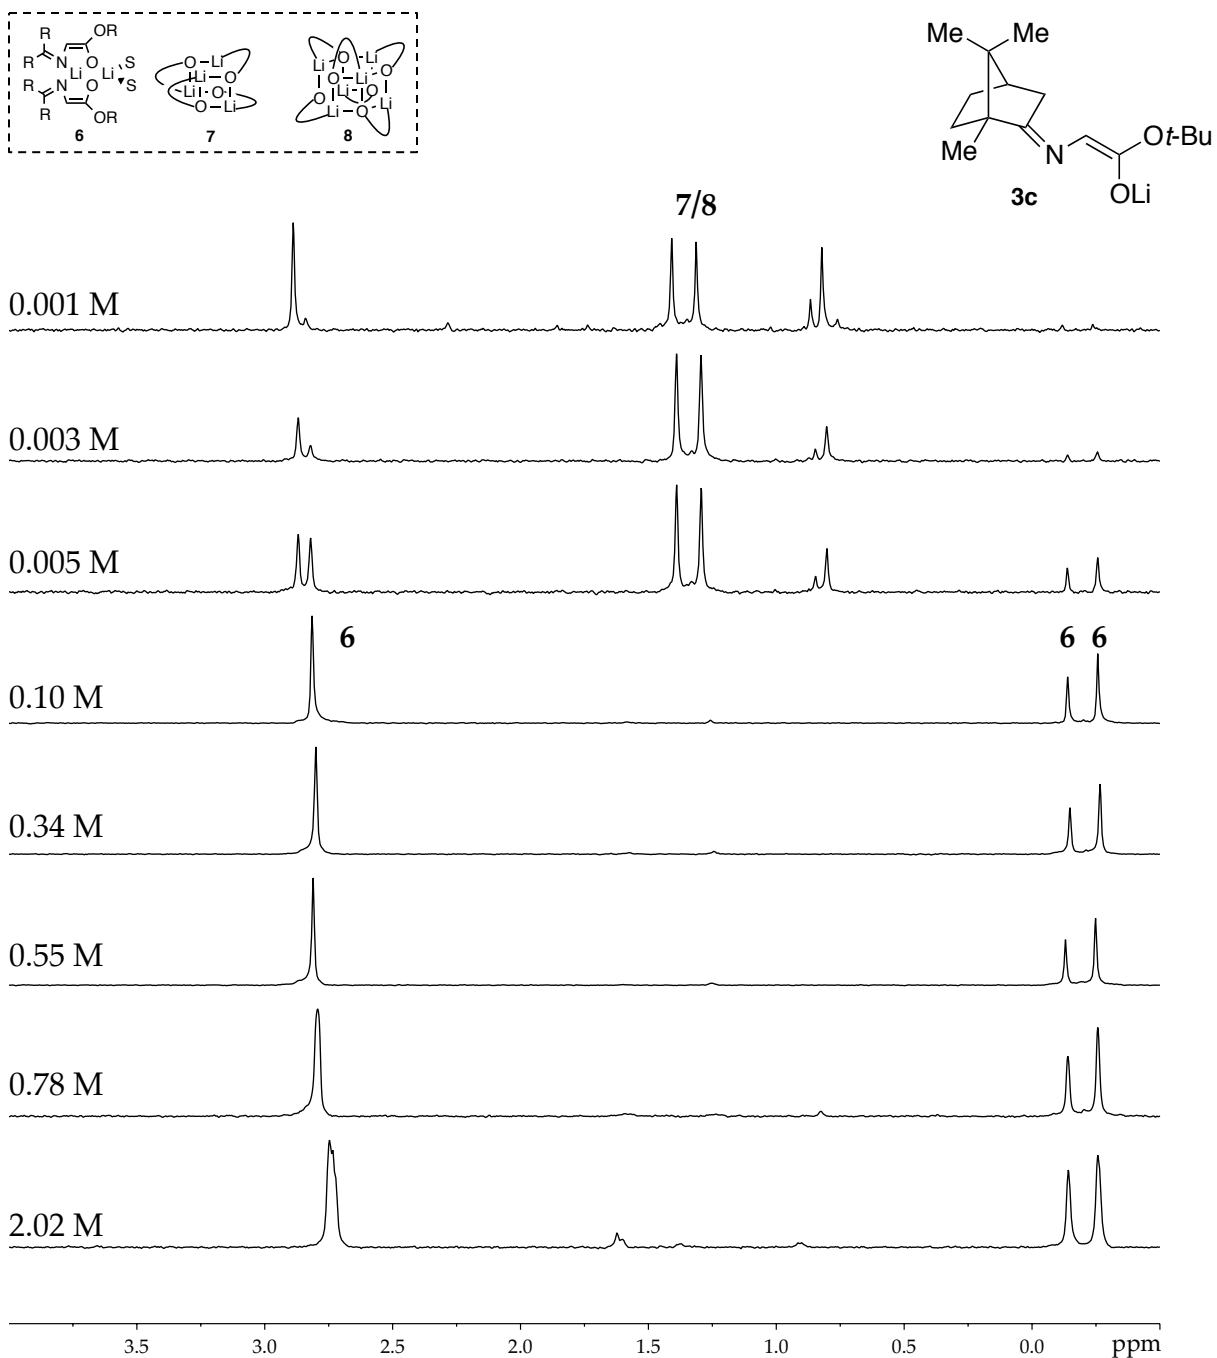 R R OR
N O S
Li Li
R N O S
R OR
6
O Li
Li O
Li O
O Li
7
Li O Li
O Li O
Li O
O Li O Li
8
Me Me
Me
N
Ot-Bu
OLi
3c
7/8
0.001 M
0.003 M
0.005 M
6 6 6
0.10 M
0.34 M
0.55 M
0.78 M
2.02 M
3.5 3.0 2.5 2.0 1.5 1.0 0.5 0.0 ppm